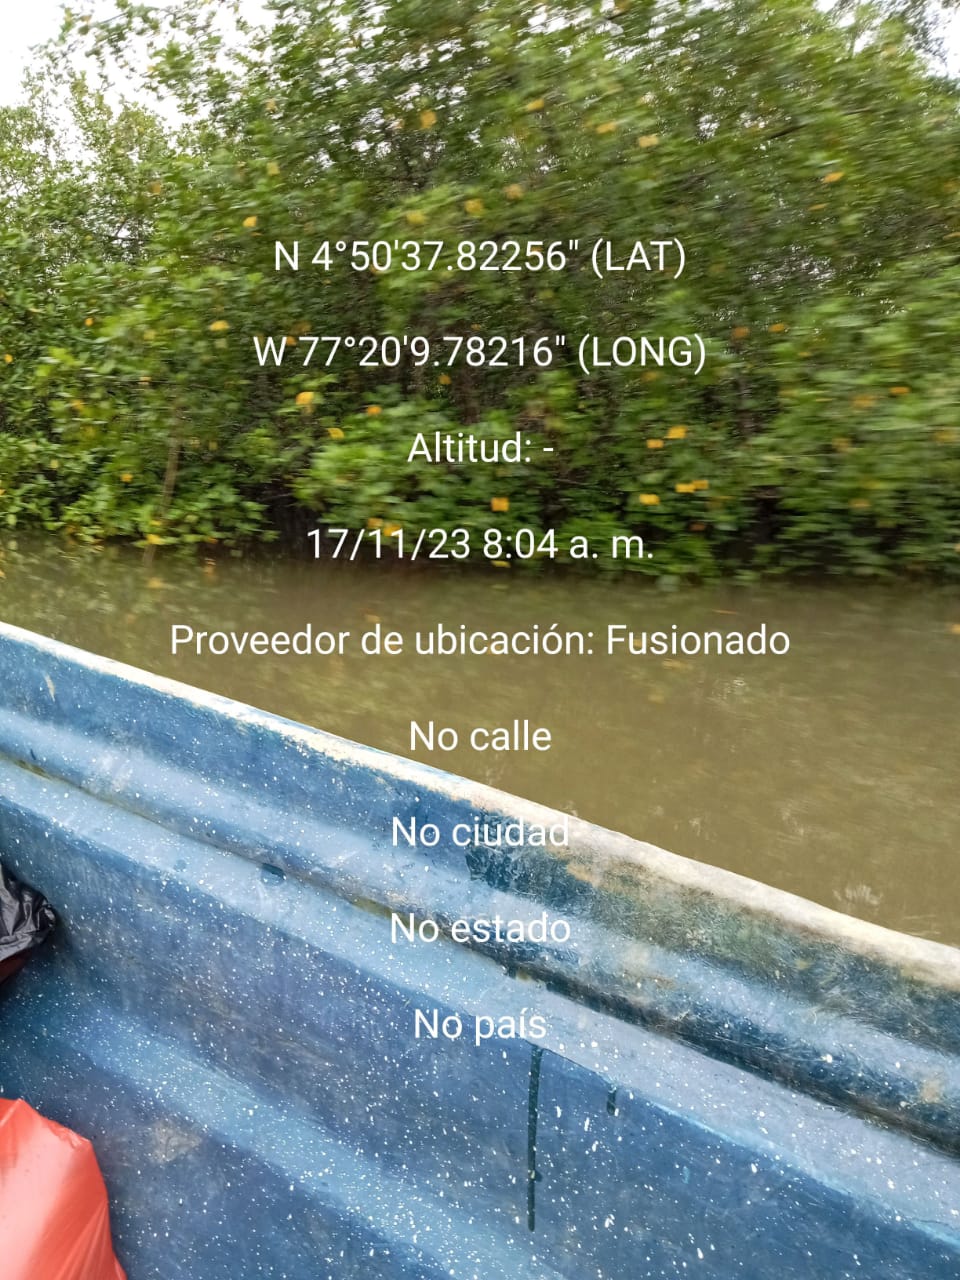 N 4°50'37.82256" (LAT)
W 77°20'9.78216" (LONG)
Altitud: -
17/11/23 8:04 a. m.
Proveedor de ubicación: Fusionado
No calle
No ciudad
No estado
No país